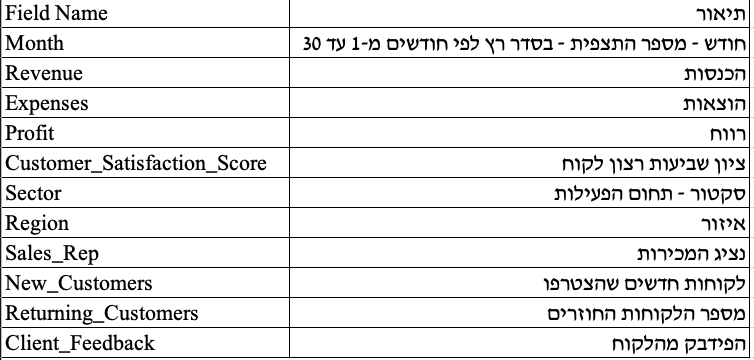 Field Name תיאור
Month חודש - מספר התצפית - בסדר רץ לפי חודשים מ-1 עד 30
Revenue הכנסות
Expenses הוצאות
Profit רווח
Customer_Satisfaction_Score ציון שביעות רצון לקוח
Sector סקטור - תחום הפעילות
Region איזור
Sales_Rep נציג המכירות
New_Customers לקוחות חדשים שהצטרפו
Returning_Customers מספר הלקוחות החוזרים
Client_Feedback הפידבק מהלקוח